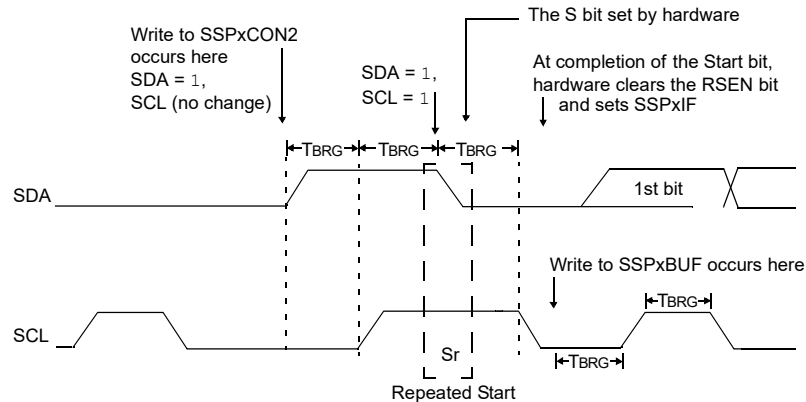 The S bit set by hardware
Write to SSPxCON2
occurs here
SDA = 1,
SCL (no change)
SDA = 1,
SCL = 1
At completion of the Start bit,
hardware clears the RSEN bit
and sets SSPxIF
TBRG
TBRG
TBRG
SDA
1st bit
Write to SSPxBUF occurs here
TBRG
SCL
Sr
TBRG
Repeated Start